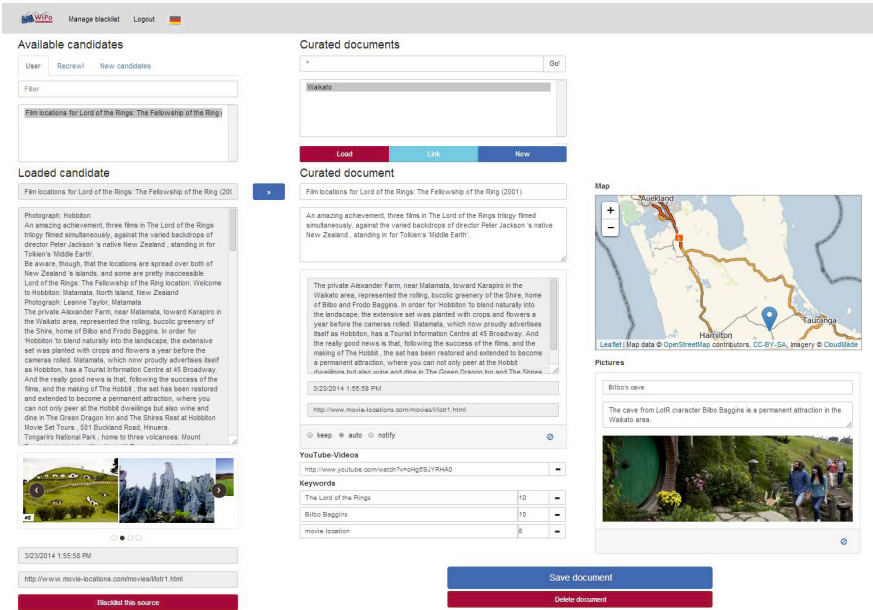 WiPo Manage blacklist Logout
Available candidates
User Recrawl New candidates
Filter
Film locations for Lord of the Rings: The Fellowship of the Ring (
Loaded candidate
Film locations for Lord of the Rings: The Fellowship of the Ring (200
Photograph: Hobbiton
An amazing achievement, three films in The Lord of the Rings
trilogy filmed simultaneously, against the varied backdrops of
director Peter Jackson 's native New Zealand , standing in for
Tolkien's 'Middle Earth'.
Be aware, though, that the locations are spread over both of
New Zealand 's islands, and some are pretty inaccessible.
Lord of the Rings: The Fellowship of the Ring location: Welcome
to Hobbiton: Matamata, North Island, New Zealand
Photograph: Leanne Taylor, Matamata
The private Alexander Farm, near Matamata, toward Karapiro in
the Waikato area, represented the rolling, bucolic greenery of
the Shire, home of Bilbo and Frodo Baggins. In order for
'Hobbiton 'to blend naturally into the landscape, the extensive
set was planted with crops and flowers a year before the
cameras rolled. Matamata, which now proudly advertises itself
as Hobbiton, has a Tourist Information Centre at 45 Broadway.
And the really good news is that, following the success of the
films, and the making of The Hobbit , the set has been restored
and extended to become a permanent attraction, where you
can not only peer at the Hobbit dwellings but also wine and
dine in The Green Dragon Inn and The Shires Rest at Hobbiton
Movie Set Tours , 501 Buckland Road, Hinuera.
Tongariro National Park , home to three volcanoes: Mount
#5
3/23/2014 1:55:58 PM
http://www.movie-locations.com/movies/l/lotr1.html
Blacklist this source
»
Curated documents
*
Go!
Waikato
Load Link New
Curated document
Film locations for Lord of the Rings: The Fellowship of the Ring (2001)
An amazing achievement, three films in The Lord of the Rings trilogy filmed
simultaneously, against the varied backdrops of director Peter Jackson 's native
New Zealand , standing in for Tolkien's 'Middle Earth'.
The private Alexander Farm, near Matamata, toward Karapiro in the
Waikato area, represented the rolling, bucolic greenery of the Shire, home
of Bilbo and Frodo Baggins. In order for 'Hobbiton 'to blend naturally into
the landscape, the extensive set was planted with crops and flowers a
year before the cameras rolled. Matamata, which now proudly advertises
itself as Hobbiton, has a Tourist Information Centre at 45 Broadway. And
the really good news is that, following the success of the films, and the
making of The Hobbit , the set has been restored and extended to become
a permanent attraction, where you can not only peer at the Hobbit
dwellings but also wine and dine in The Green Dragon Inn and The Shires
3/23/2014 1:55:58 PM
http://www.movie-locations.com/movies/l/lotr1.html
keep auto notify
YouTube-Videos
http://www.youtube.com/watch?v=oHg5SJYRHA0
Keywords
The Lord of the Rings 10
Bilbo Baggins 10
movie location 8
Save document
Delete document
Map
+
−
Auckland
1
Tauranga
Hamilton
Leaflet | Map data © OpenStreetMap contributors, CC-BY-SA, Imagery © CloudMade
Pictures
Bilbo's cave
The cave from LotR cıaracter Bilbo Baggins is a permanent attraction in the
Waikato area.